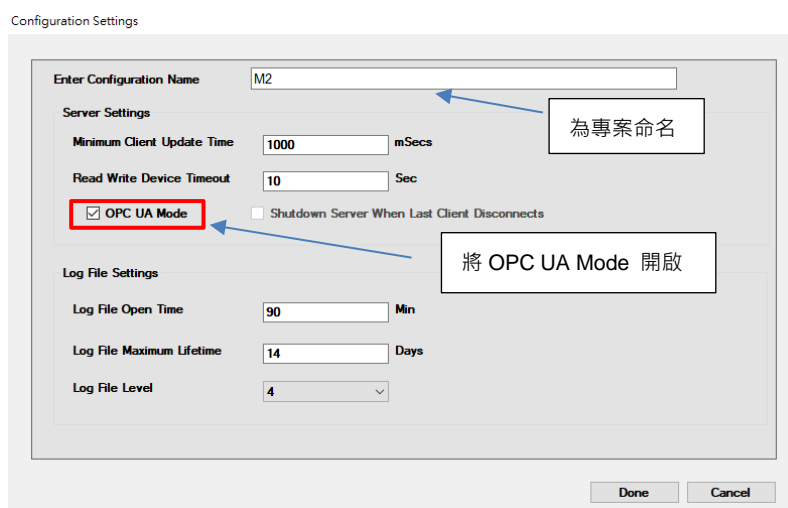 Configuration Settings
Enter Configuration Name M2
為專案命名
Server Settings
Minimum Client Update Time 1000 mSecs
Read Write Device Timeout 10 Sec
OPC UA Mode Shutdown Server When Last Client Disconnects
將 OPC UA Mode 開啟
Log File Settings
Log File Open Time 90 Min
Log File Maximum Lifetime 14 Days
Log File Level 4
Done Cancel